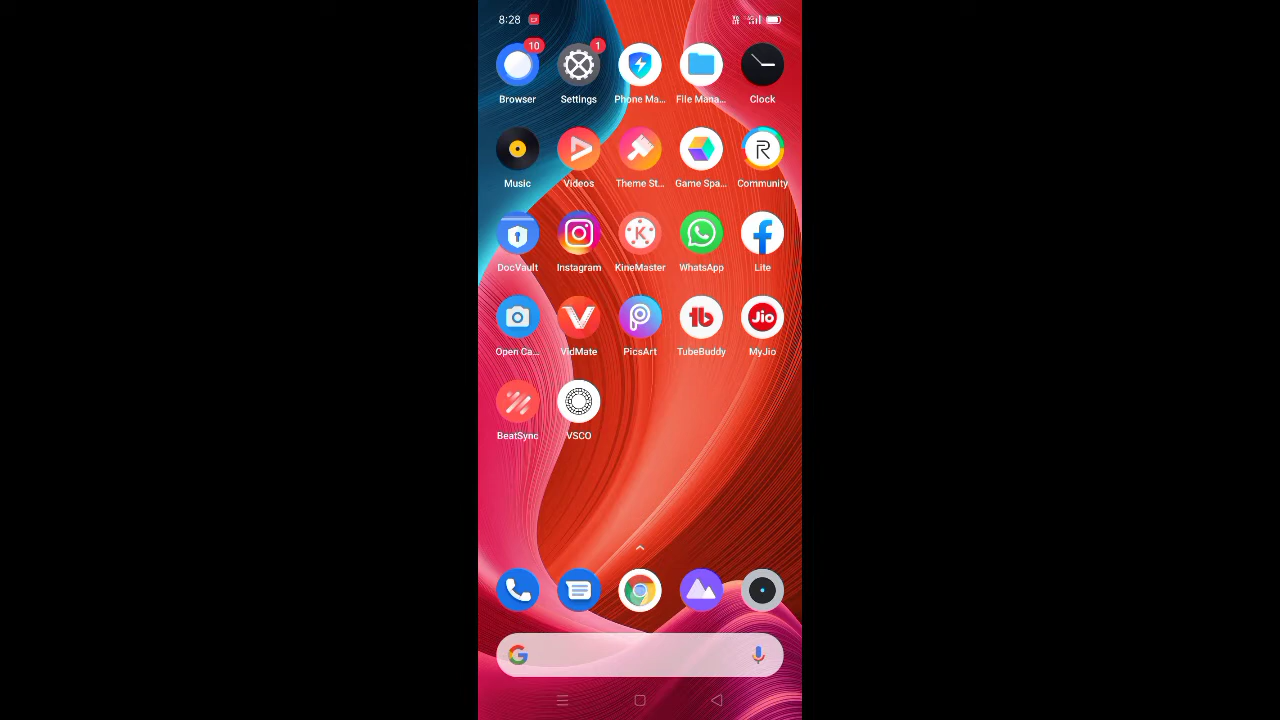 8:28
10
1
Browser
Settings
Phone Ma...
File Mana...
Clock
Music
Videos
Theme St...
Game Spa...
Community
DocVault
Instagram
KineMaster
WhatsApp
Lite
Open Ca...
VidMate
PicsArt
TubeBuddy
Jio
MyJio
BeatSync
VSCO